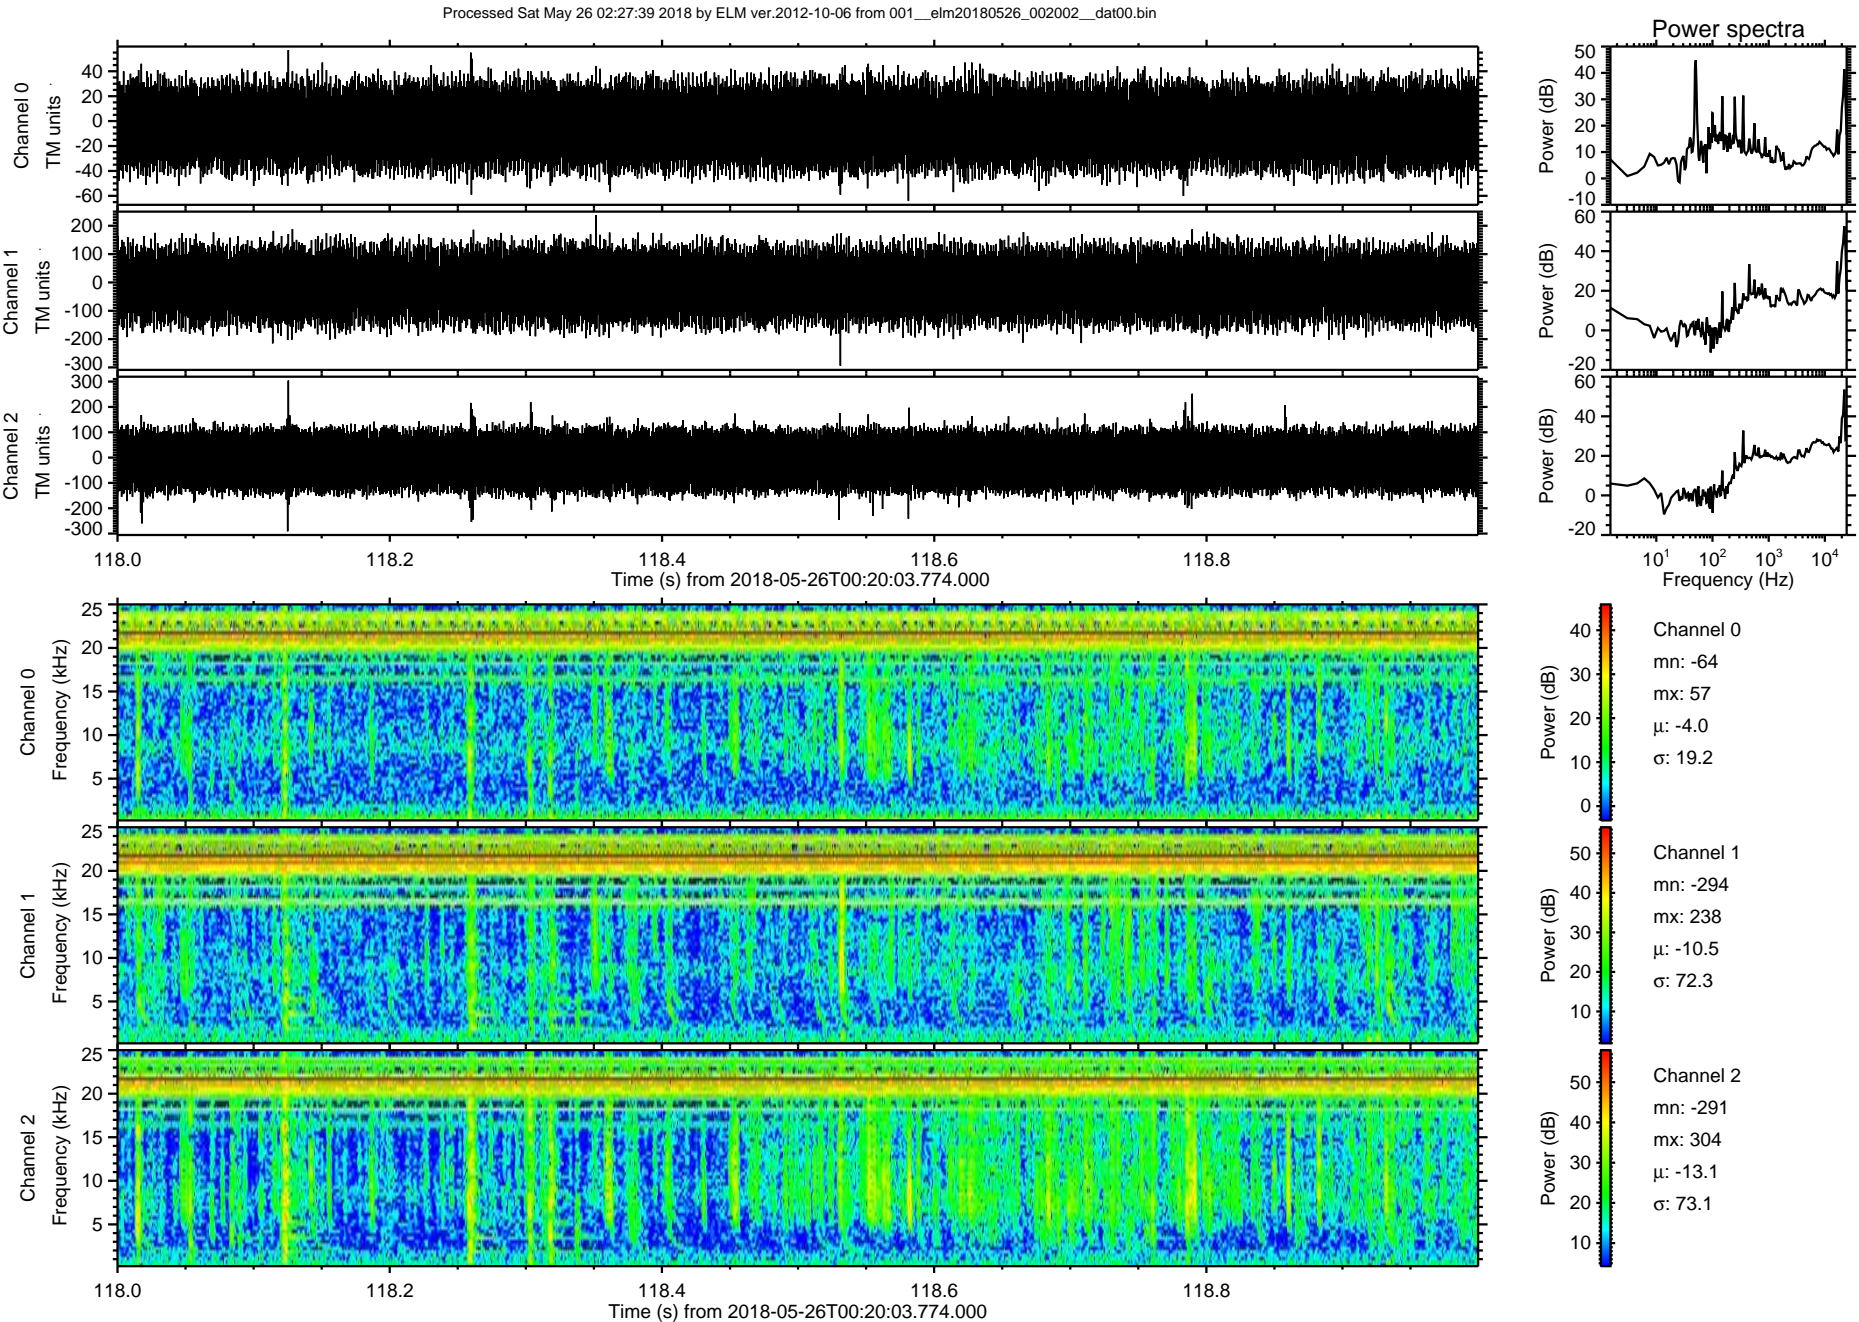 Processed Sat May 26 02:27:39 2018 by ELM ver.2012-10-06 from 001__elm20180526_002002__dat00.bin
Power spectra
Channel 0
TM units
40
20
0
-20
-40
-60
Power (dB)
50
40
30
20
10
0
-10
Channel 1
TM units
200
100
0
-100
-200
-300
Power (dB)
60
40
20
0
-20
Channel 2
TM units
300
200
100
0
-100
-200
-300
Power (dB)
60
40
20
0
-20
118.0 118.2 118.4 118.6 118.8
Time (s) from 2018-05-26T00:20:03.774.000
10¹ 10² 10³ 10⁴
Frequency (Hz)
Channel 0
Frequency (kHz)
25
20
15
10
5
Power (dB)
40
30
20
10
0
Channel 0
mn: -64
mx: 57
μ: -4.0
σ: 19.2
Channel 1
Frequency (kHz)
25
20
15
10
5
Power (dB)
50
40
30
20
10
Channel 1
mn: -294
mx: 238
μ: -10.5
σ: 72.3
Channel 2
Frequency (kHz)
25
20
15
10
5
Power (dB)
50
40
30
20
10
Channel 2
mn: -291
mx: 304
μ: -13.1
σ: 73.1
118.0 118.2 118.4 118.6 118.8
Time (s) from 2018-05-26T00:20:03.774.000